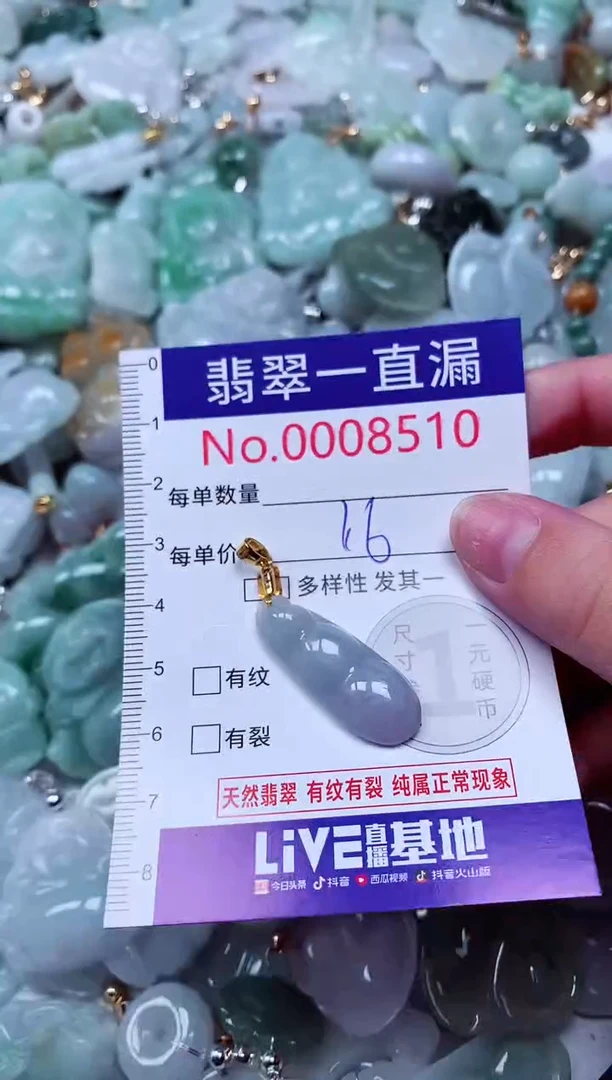 0
翡翠一直漏
1
No.0008510
2
每单数量
16
3
每单价
多样性 发其一
4
尺寸
1
一元硬币
5
有纹
6
有裂
7
天然翡翠 有纹有裂 纯属正常现象
LiVE直播基地
8
今日头条 抖音 西瓜视频 抖音火山版